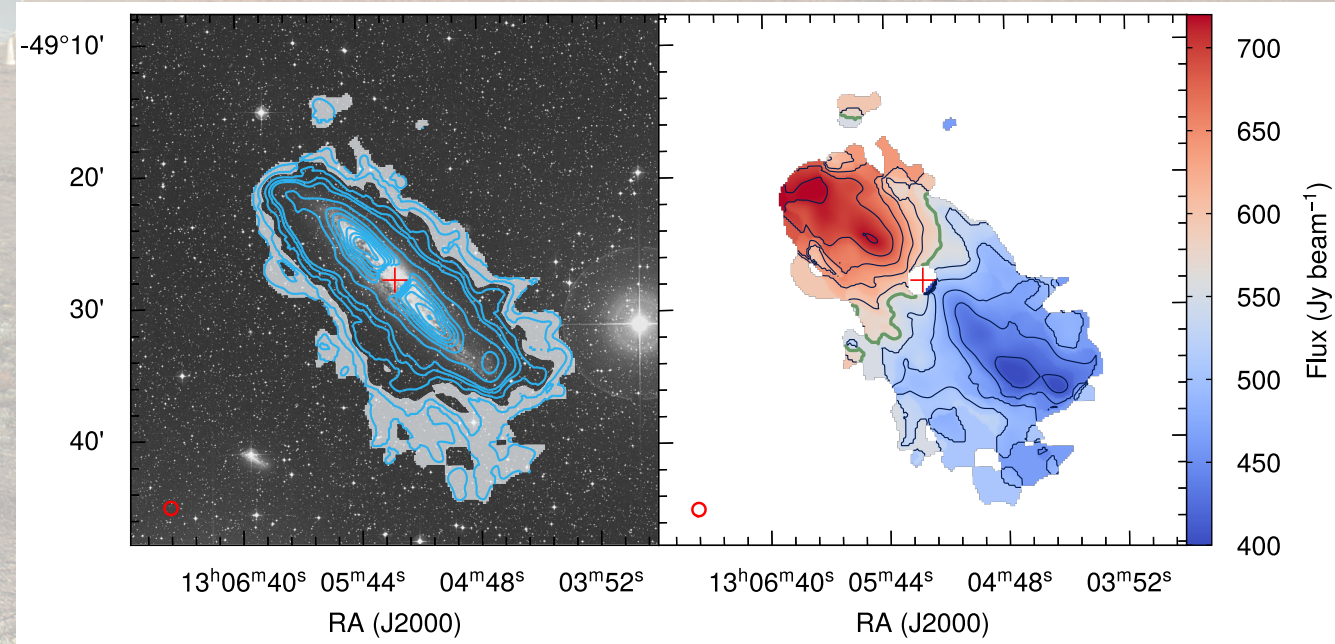 -49°10'
20'
30'
40'
13ʰ06ᵐ40ˢ 05ᵐ44ˢ 04ᵐ48ˢ 03ᵐ52ˢ
RA (J2000)
13ʰ06ᵐ40ˢ 05ᵐ44ˢ 04ᵐ48ˢ 03ᵐ52ˢ
RA (J2000)
700
650
600
550
500
450
400
Flux (Jy beam⁻¹)